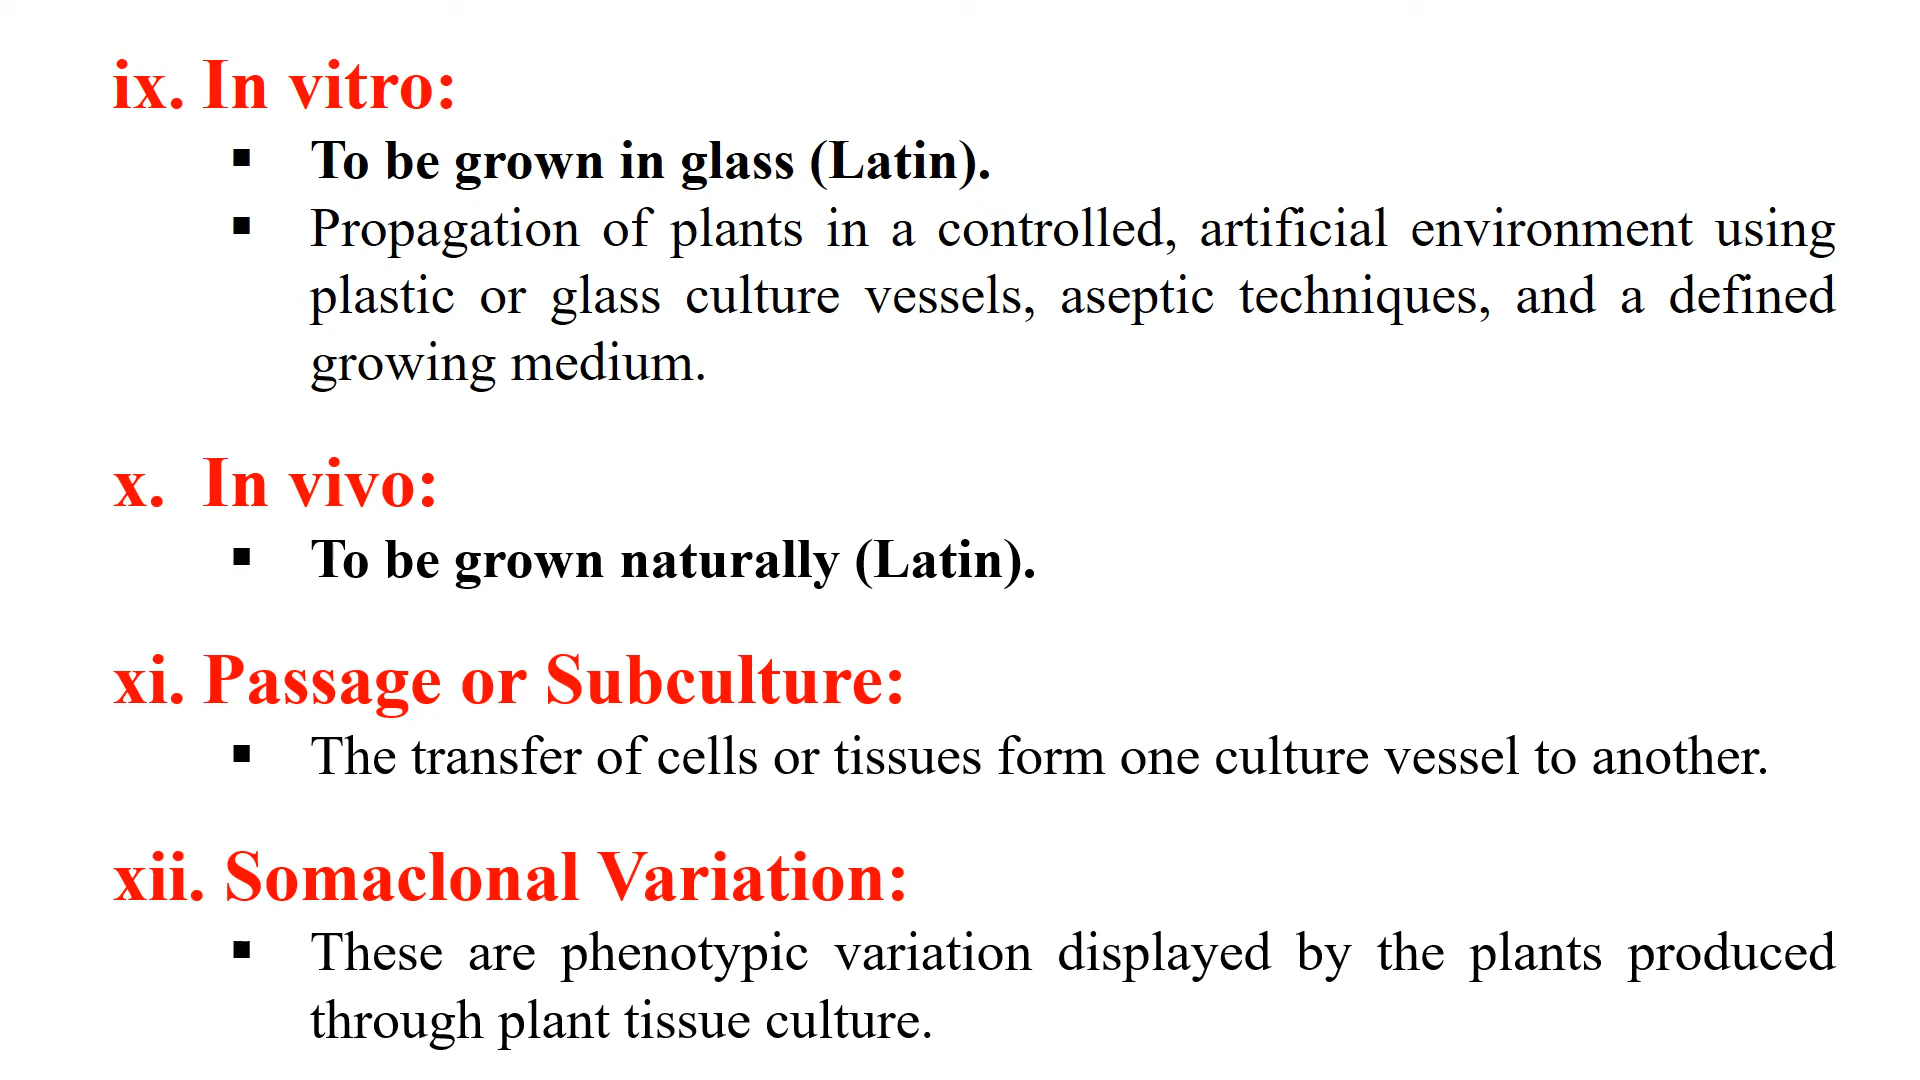 ix. In vitro:
▪ To be grown in glass (Latin).
▪ Propagation of plants in a controlled, artificial environment using
plastic or glass culture vessels, aseptic techniques, and a defined
growing medium.
x. In vivo:
▪ To be grown naturally (Latin).
xi. Passage or Subculture:
▪ The transfer of cells or tissues form one culture vessel to another.
xii. Somaclonal Variation:
▪ These are phenotypic variation displayed by the plants produced
through plant tissue culture.